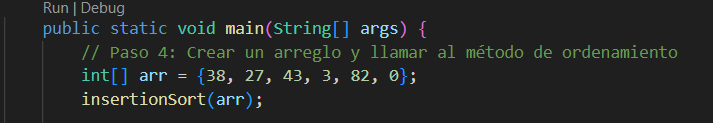 Run | Debug
public static void main(String[] args) {
// Paso 4: Crear un arreglo y llamar al método de ordenamiento
int[] arr = {38, 27, 43, 3, 82, 0};
insertionSort(arr);